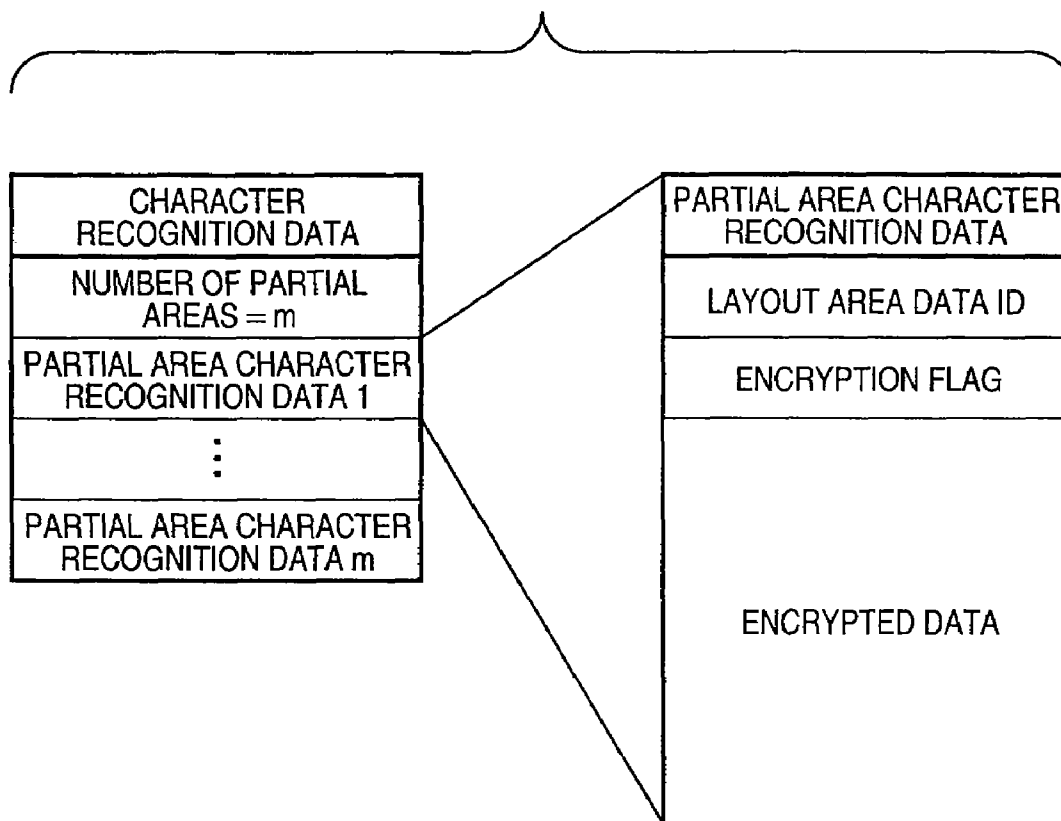 CHARACTER
RECOGNITION DATA
NUMBER OF PARTIAL
AREAS = m
PARTIAL AREA CHARACTER
RECOGNITION DATA 1
⋮
PARTIAL AREA CHARACTER
RECOGNITION DATA m
PARTIAL AREA CHARACTER
RECOGNITION DATA
LAYOUT AREA DATA ID
ENCRYPTION FLAG
ENCRYPTED DATA